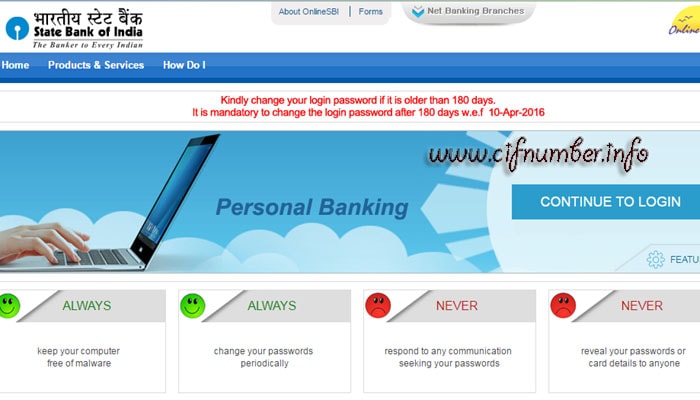 भारतीय स्टेट बैंक
State Bank of India
The Banker to Every Indian
About OnlineSBI | Forms
Net Banking Branches
Online
Home Products & Services How Do I
Kindly change your login password if it is older than 180 days.
It is mandatory to change the login password after 180 days w.e.f 10-Apr-2016
www.cifnumber.info
Personal Banking
CONTINUE TO LOGIN
FEATU
ALWAYS
keep your computer
free of malware
ALWAYS
change your passwords
periodically
NEVER
respond to any communication
seeking your passwords
NEVER
reveal your passwords or
card details to anyone